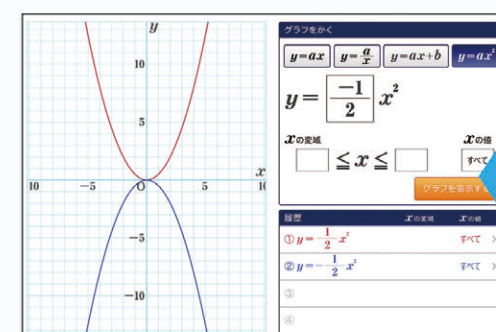 y
10
5
x
10 −5 O 5 10
−5
−10
グラフをかく
y=ax y=a/x y=ax+b y=ax²
y= −1/2 x²
xの変域 xの値
≦x≦ すべて
グラフを表示する
履歴 xの変域 xの値
① y= 1/2 x² すべて
② y=− 1/2 x² すべて
③
④